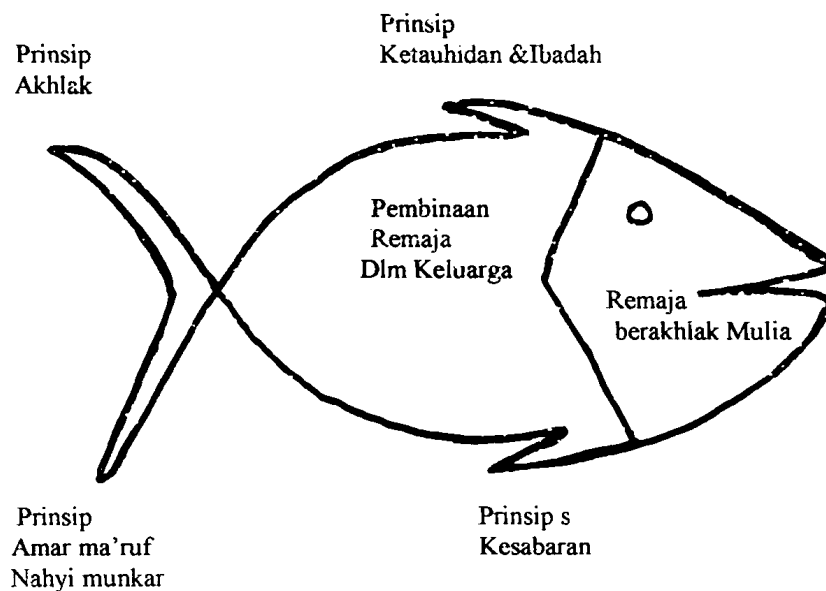 Prinsip
Akhlak
Prinsip
Ketauhidan &Ibadah
Pembinaan
Remaja
Dlm Keluarga
Remaja
berakhlak Mulia
Prinsip
Amar ma'ruf
Nahyi munkar
Prinsip s
Kesabaran